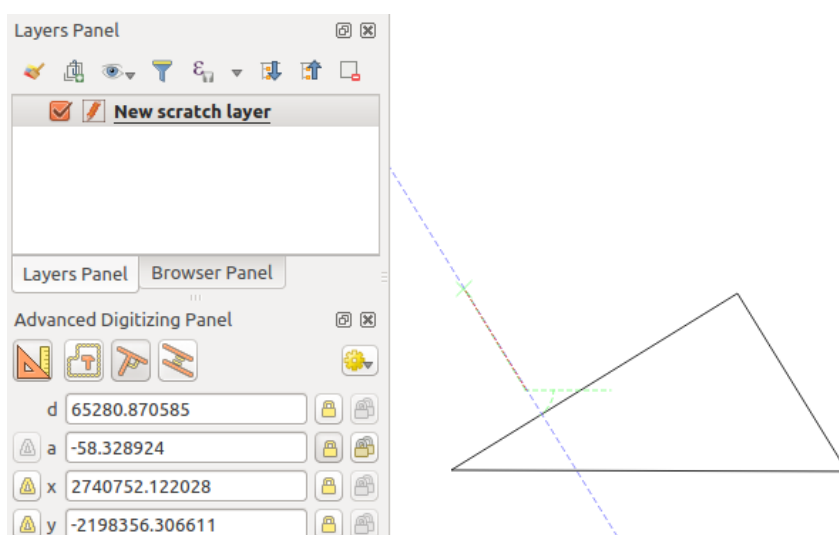 Layers Panel
New scratch layer
Layers Panel Browser Panel
Advanced Digitizing Panel
d 65280.870585
a -58.328924
x 2740752.122028
y -2198356.306611